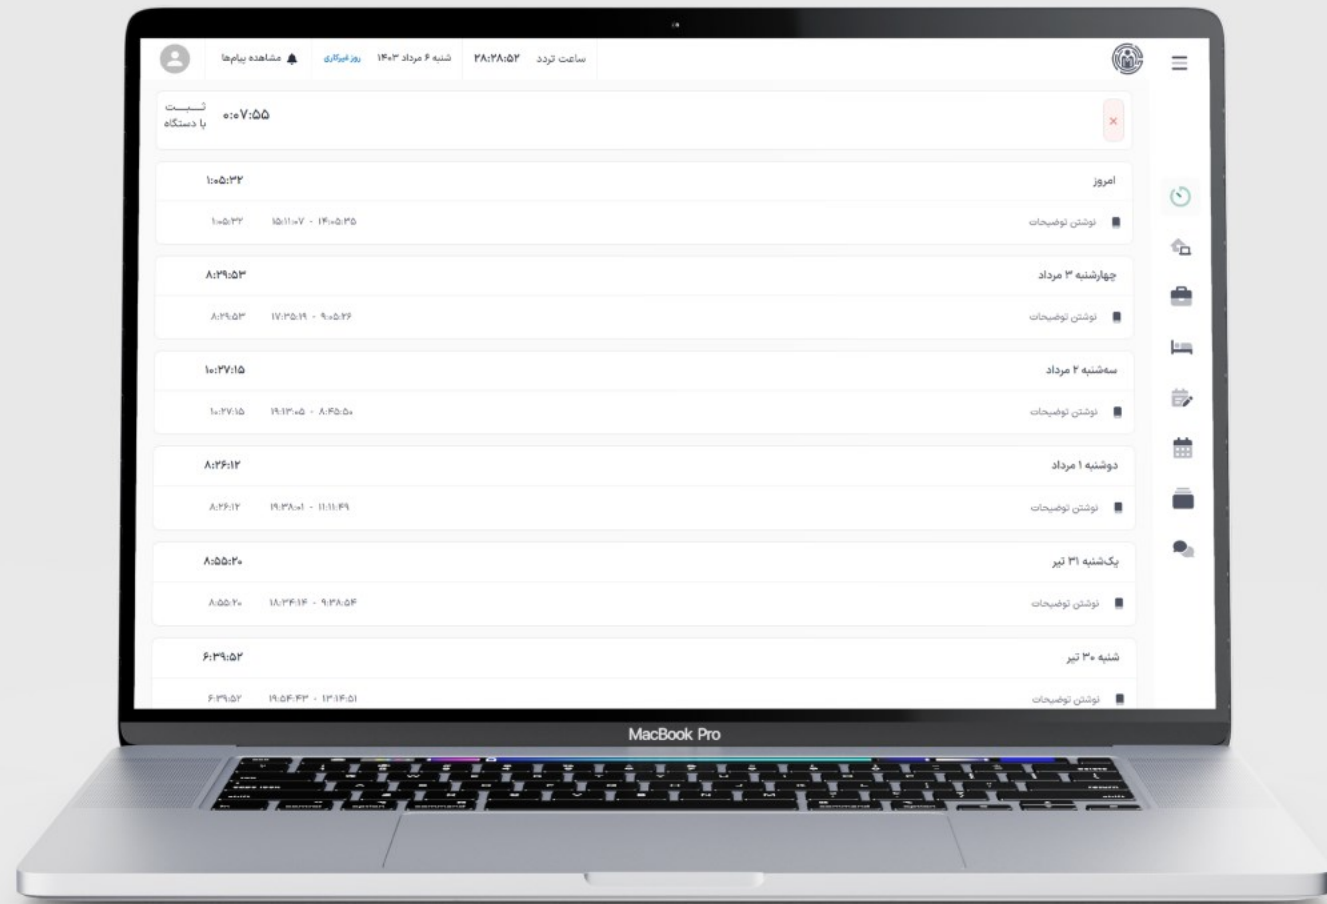 ساعت تردد ۲۸:۲۸:۵۲ شنبه ۶ مرداد ۱۴۰۳ روز غیرکاری مشاهده پیام‌ها
۰:۰۷:۵۵ ثبت
با دستگاه
امروز ۱:۰۵:۳۲
نوشتن توضیحات ۱۴:۰۵:۳۵ - ۱۵:۱۱:۰۷ ۱:۰۵:۳۲
چهارشنبه ۳ مرداد ۸:۲۹:۵۳
نوشتن توضیحات ۹:۰۵:۲۶ - ۱۷:۳۵:۱۹ ۸:۲۹:۵۳
سه‌شنبه ۲ مرداد ۱۰:۲۷:۱۵
نوشتن توضیحات ۸:۴۵:۵۰ - ۱۹:۱۳:۰۵ ۱۰:۲۷:۱۵
دوشنبه ۱ مرداد ۸:۲۶:۱۲
نوشتن توضیحات ۱۱:۱۱:۴۹ - ۱۹:۳۸:۰۱ ۸:۲۶:۱۲
یک‌شنبه ۳۱ تیر ۸:۵۵:۲۰
نوشتن توضیحات ۹:۳۸:۵۴ - ۱۸:۳۴:۱۴ ۸:۵۵:۲۰
شنبه ۳۰ تیر ۶:۳۹:۵۲
نوشتن توضیحات ۱۳:۱۴:۵۱ - ۱۹:۵۴:۴۳ ۶:۳۹:۵۲
MacBook Pro